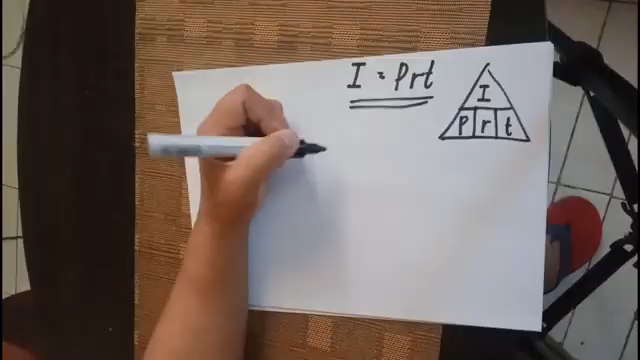 I = Prt
I
P r t